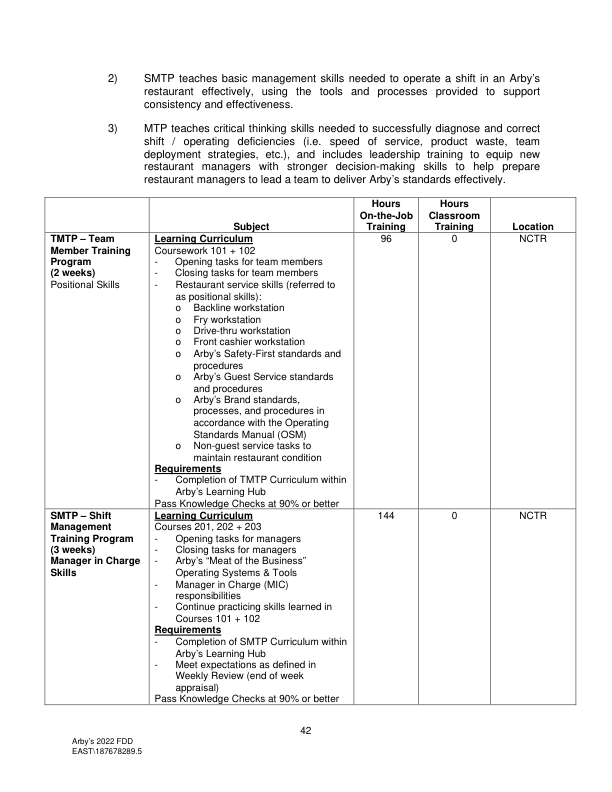 2) SMTP teaches basic management skills needed to operate a shift in an Arby's
restaurant effectively, using the tools and processes provided to support
consistency and effectiveness.
3) MTP teaches critical thinking skills needed to successfully diagnose and correct
shift / operating deficiencies (i.e. speed of service, product waste, team
deployment strategies, etc.), and includes leadership training to equip new
restaurant managers with stronger decision-making skills to help prepare
restaurant managers to lead a team to deliver Arby's standards effectively.
Subject
Hours
On-the-Job
Training
Hours
Classroom
Training
Location
TMTP – Team
Member Training
Program
(2 weeks)
Positional Skills
Learning Curriculum
Coursework 101 + 102
- Opening tasks for team members
- Closing tasks for team members
- Restaurant service skills (referred to
as positional skills):
o Backline workstation
o Fry workstation
o Drive-thru workstation
o Front cashier workstation
o Arby's Safety-First standards and
procedures
o Arby's Guest Service standards
and procedures
o Arby's Brand standards,
processes, and procedures in
accordance with the Operating
Standards Manual (OSM)
o Non-guest service tasks to
maintain restaurant condition
Requirements
- Completion of TMTP Curriculum within
Arby's Learning Hub
Pass Knowledge Checks at 90% or better
96
0
NCTR
SMTP – Shift
Management
Training Program
(3 weeks)
Manager in Charge
Skills
Learning Curriculum
Courses 201, 202 + 203
- Opening tasks for managers
- Closing tasks for managers
- Arby's "Meat of the Business"
Operating Systems & Tools
- Manager in Charge (MIC)
responsibilities
- Continue practicing skills learned in
Courses 101 + 102
Requirements
- Completion of SMTP Curriculum within
Arby's Learning Hub
- Meet expectations as defined in
Weekly Review (end of week
appraisal)
Pass Knowledge Checks at 90% or better
144
0
NCTR
42
Arby's 2022 FDD
EAST\187678289.5